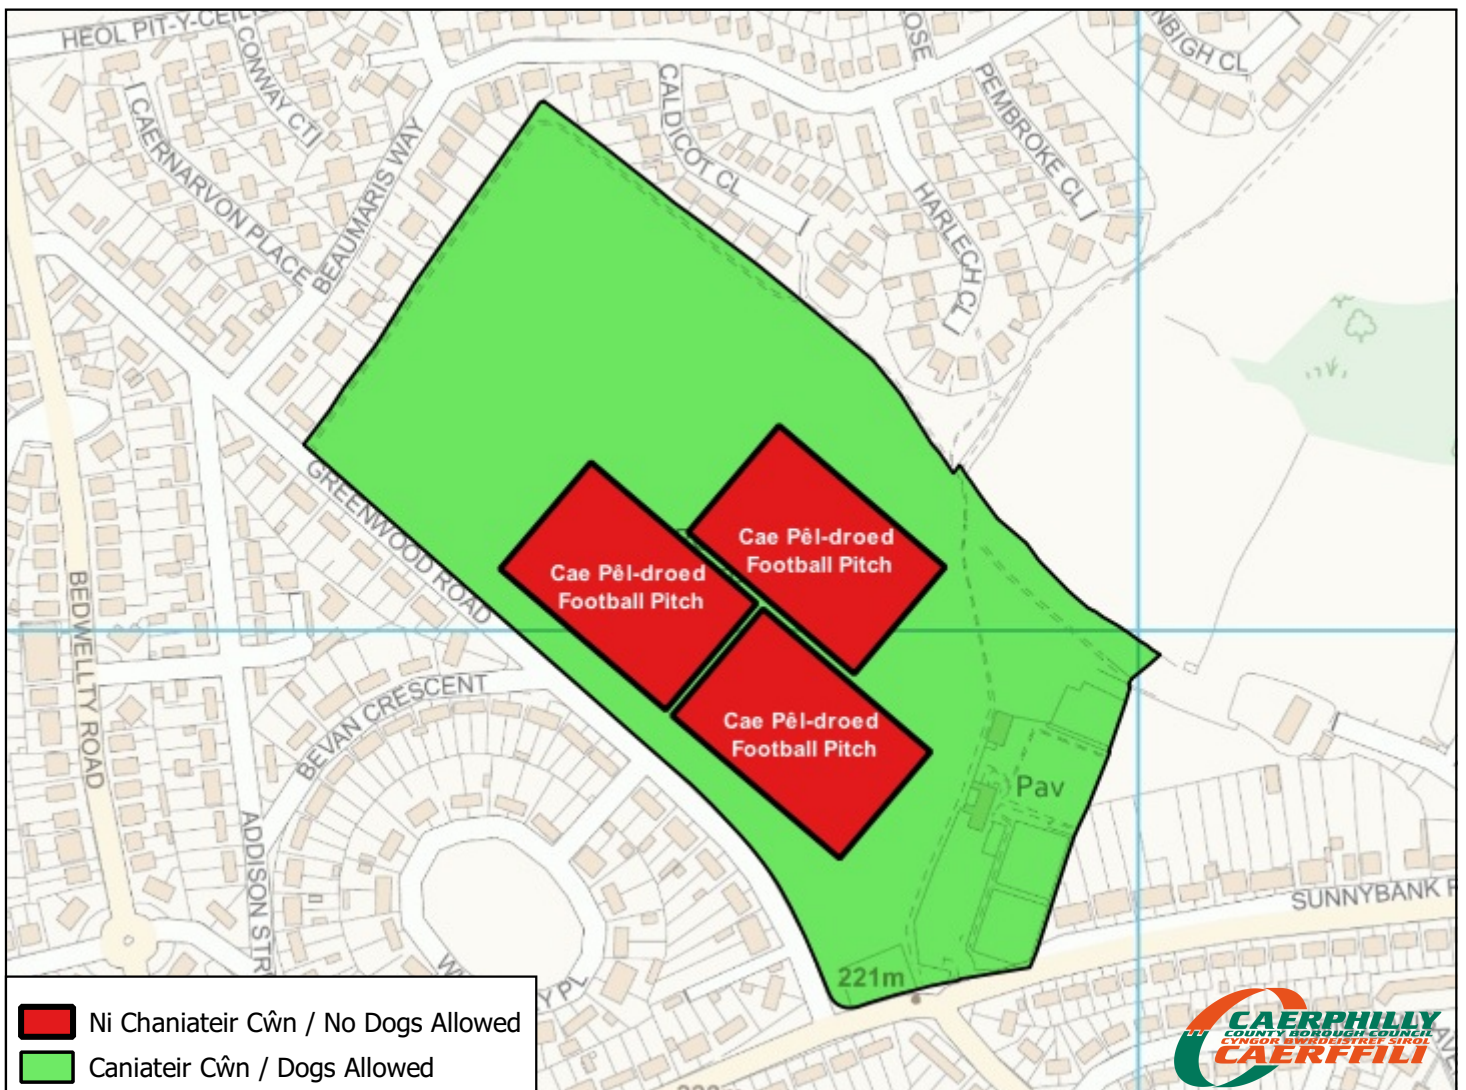 HEOL PIT-Y-CEILI
CONWAY CT
CAERNARVON PLACE
BEAUMARIS WAY
CALDICOT CL
ROSE
PEMBROKE CL
NBIGH CL
HARLECH CL
GREENWOOD ROAD
BEDWELLTY ROAD
Cae Pêl-droed
Football Pitch
Cae Pêl-droed
Football Pitch
Cae Pêl-droed
Football Pitch
BEVAN CRESCENT
ADDISON STR
Pav
SUNNYBANK R
221m
Y PL
Ni Chaniateir Cŵn / No Dogs Allowed
Caniateir Cŵn / Dogs Allowed
CAERPHILLY
COUNTY BOROUGH COUNCIL
CYNGOR BWRDEISTREF SIROL
CAERFFILI